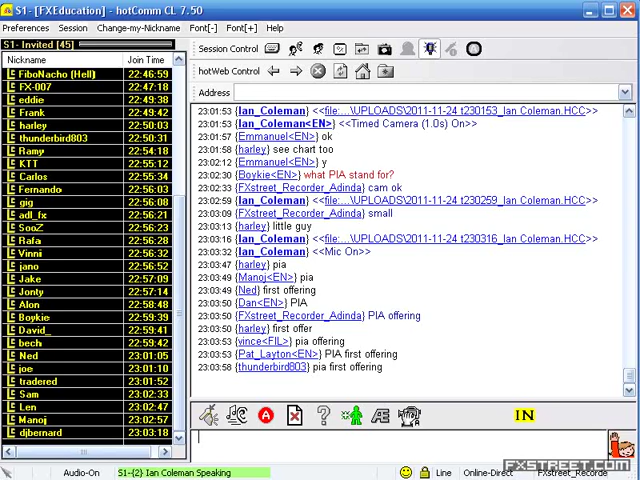 S1- [FXEducation] - hotComm CL 7.50
Preferences Session Change-my-Nickname Font[-] Font[+] Help
S1- Invited [45]
Nickname Join Time
FiboNacho (Hell) 22:46:59
FX-007 22:47:18
eddie 22:49:38
Frank 22:49:42
harley 22:50:03
thunderbird803 22:50:31
Ramy 22:54:18
KTT 22:55:12
Carlos 22:55:34
Fernando 22:56:03
gig 22:56:08
adl_fx 22:56:21
SooZ 22:56:23
Rafa 22:56:28
Vinni 22:56:32
jano 22:56:52
Jake 22:57:09
Jonty 22:57:14
Alon 22:58:48
Boykie 22:59:39
David_ 22:59:41
bech 22:59:42
Ned 23:01:05
joe 23:01:10
tradered 23:01:52
Sam 23:02:33
Len 23:02:47
Manoj 23:02:57
djbernard 23:03:18
Session Control
hotWeb Control
Address
23:01:53 {Ian_Coleman} <<file:...\UPLOADS\2011-11-24 t230153_Ian Coleman.HCC>>
23:01:53 {Ian_Coleman<EN>} <<Timed Camera (1.0s) On>>
23:01:57 {Emmanuel<EN>} ok
23:01:58 {harley} see chart too
23:02:12 {Emmanuel<EN>} y
23:02:30 {Boykie<EN>} what PIA stand for?
23:02:33 {FXstreet_Recorder_Adinda} cam ok
23:02:59 {Ian_Coleman} <<file:...\UPLOADS\2011-11-24 t230259_Ian Coleman.HCC>>
23:03:09 {FXstreet_Recorder_Adinda} small
23:03:13 {harley} little guy
23:03:16 {Ian_Coleman} <<file:...\UPLOADS\2011-11-24 t230316_Ian Coleman.HCC>>
23:03:32 {Ian_Coleman} <<Mic On>>
23:03:47 {harley} pia
23:03:49 {Manoj<EN>} pia
23:03:49 {Ned} first offering
23:03:50 {Dan<EN>} PIA
23:03:50 {FXstreet_Recorder_Adinda} PIA offering
23:03:50 {harley} first offer
23:03:53 {vince<FIL>} pia offering
23:03:53 {Pat_Layton<EN>} PIA first offering
23:03:58 {thunderbird803} pia first offering
IN
Audio-On S1-{2} Ian Coleman Speaking Line Online-Direct FXstreet_Recorde
FXSTREET.COM